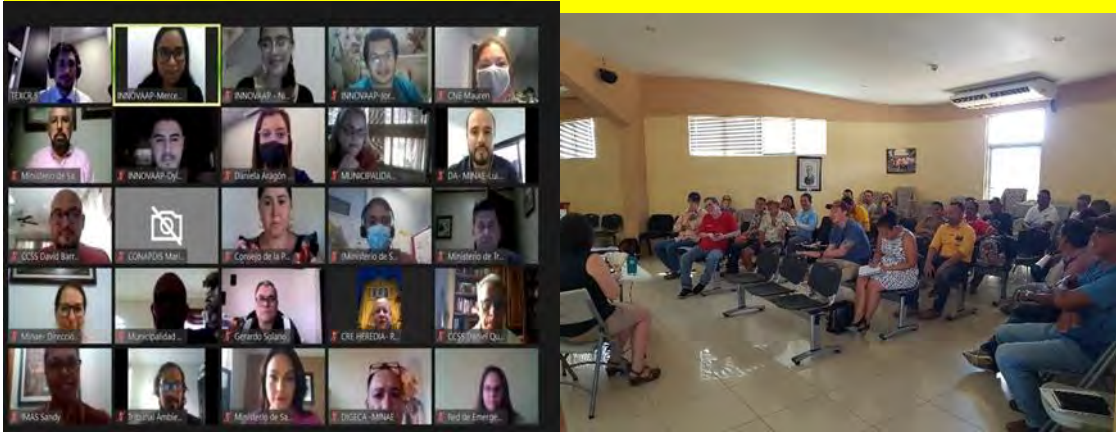 TEXCR,S
INNOVAAP-Merce...
INNOVAAP - Ni...
INNOVAAP-Jor...
CNE Mauren
Ministerio de Sa...
INNOVAAP-Dyl...
Daniela Aragón
MUNICIPALIDA...
DA- MINAE-Lui...
CCSS David Barr...
CONAPDIS Mari...
Consejo de la P...
(Ministerio de S...
Ministerio de Tr...
Minae- Direcció...
Municipalidad
Gerardo Solano
CRE HEREDIA- R...
CCSS Daniel Qu...
IMAS Sandy
Tribunal Ambie...
Ministerio de Sa...
DIGECA -MINAE
Red de Emerge...